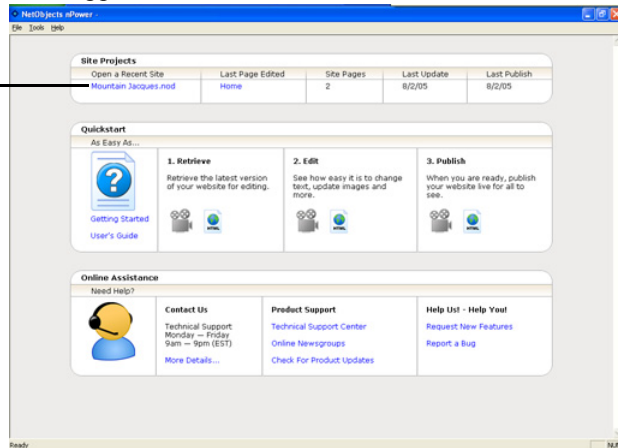 NetObjects nPower -
File Tools Help
Site Projects
Open a Recent Site Last Page Edited Site Pages Last Update Last Publish
Mountain Jacques.nod Home 2 8/2/05 8/2/05
Quickstart
As Easy As...
1. Retrieve
Retrieve the latest version
of your website for editing.
2. Edit
See how easy it is to change
text, update images and
more.
3. Publish
When you are ready, publish
your website live for all to
see.
Getting Started
User's Guide
HTML
HTML
HTML
Online Assistance
Need Help?
Contact Us
Technical Support
Monday — Friday
9am — 9pm (EST)
More Details...
Product Support
Technical Support Center
Online Newsgroups
Check For Product Updates
Help Us! - Help You!
Request New Features
Report a Bug
Ready